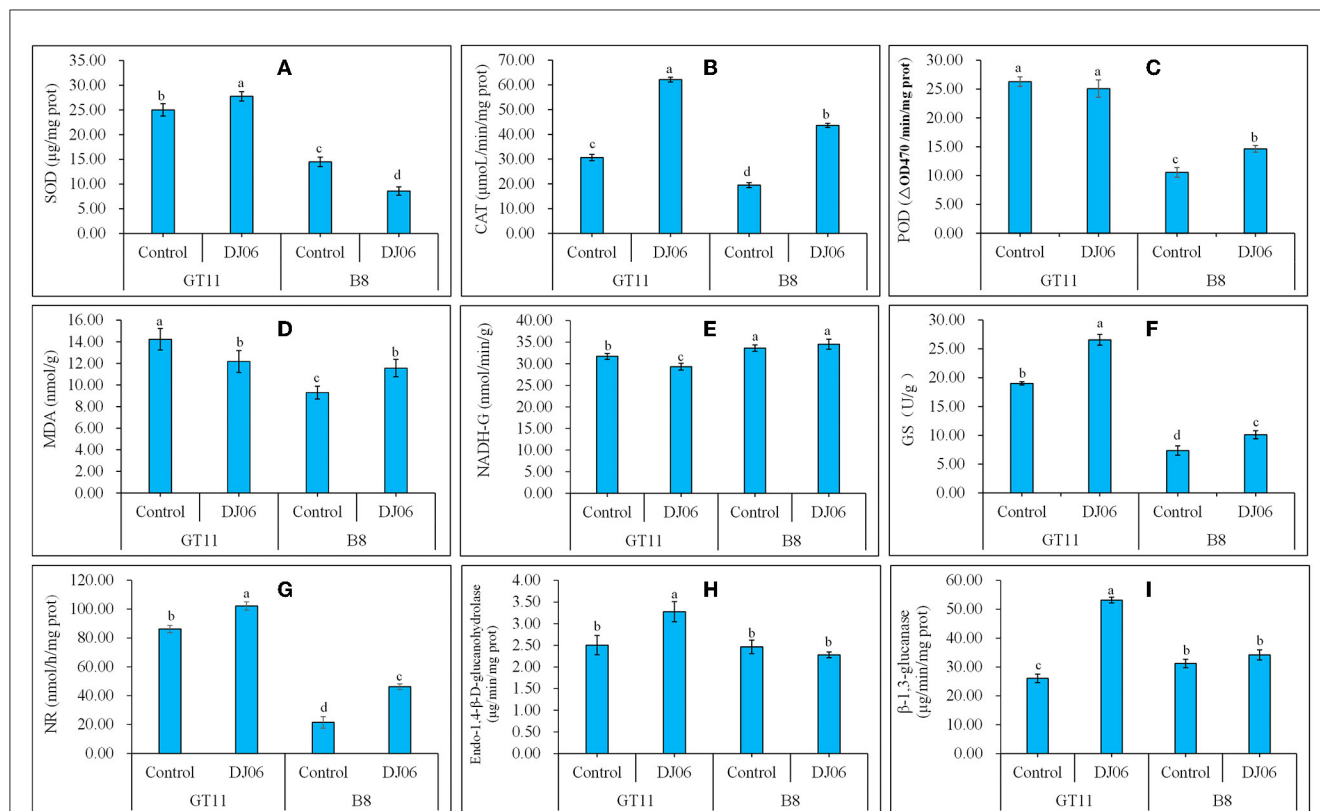 A
SOD (μg/mg prot)
35.00
30.00
25.00
20.00
15.00
10.00
5.00
0.00
b
a
c
d
Control DJ06 Control DJ06
GT11 B8
B
CAT (μmoL/min/mg prot)
70.00
60.00
50.00
40.00
30.00
20.00
10.00
0.00
c
a
d
b
Control DJ06 Control DJ06
GT11 B8
C
POD (△OD470 /min/mg prot)
30.00
25.00
20.00
15.00
10.00
5.00
0.00
a
a
c
b
Control DJ06 Control DJ06
GT11 B8
D
MDA (nmol/g)
16.00
14.00
12.00
10.00
8.00
6.00
4.00
2.00
0.00
a
b
c
b
Control DJ06 Control DJ06
GT11 B8
E
NADH-G (nmol/min/g)
40.00
35.00
30.00
25.00
20.00
15.00
10.00
5.00
0.00
b
c
a
a
Control DJ06 Control DJ06
GT11 B8
F
GS（U/g ）
30.00
25.00
20.00
15.00
10.00
5.00
0.00
b
a
d
c
Control DJ06 Control DJ06
GT11 B8
G
NR (nmol/h/mg prot)
120.00
100.00
80.00
60.00
40.00
20.00
0.00
b
a
d
c
Control DJ06 Control DJ06
GT11 B8
H
Endo-1,4-β-D-glucanohydrolase
(μg/min/mg prot)
4.00
3.50
3.00
2.50
2.00
1.50
1.00
0.50
0.00
b
a
b
b
Control DJ06 Control DJ06
GT11 B8
I
β-1,3-glucanase
(μg/min/mg prot)
60.00
50.00
40.00
30.00
20.00
10.00
0.00
c
a
b
b
Control DJ06 Control DJ06
GT11 B8